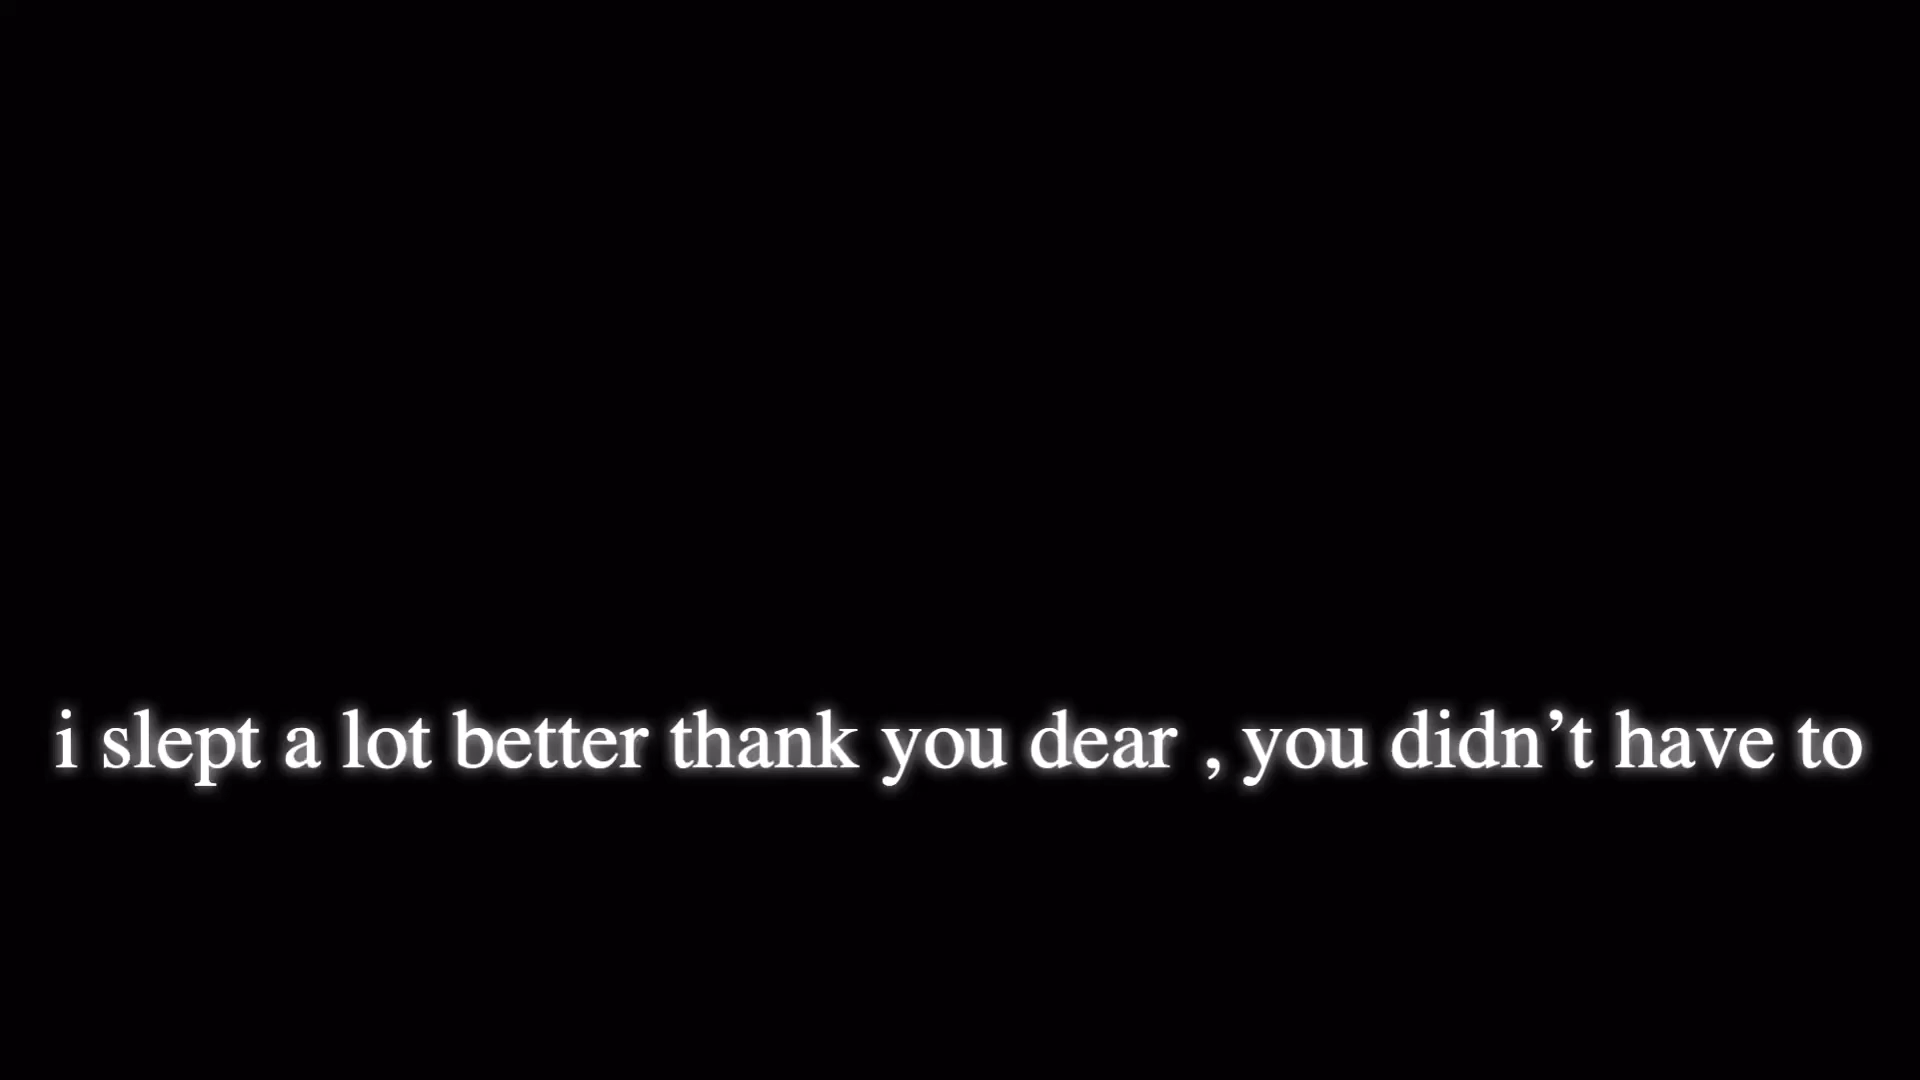 i slept a lot better thank you dear , you didn’t have to